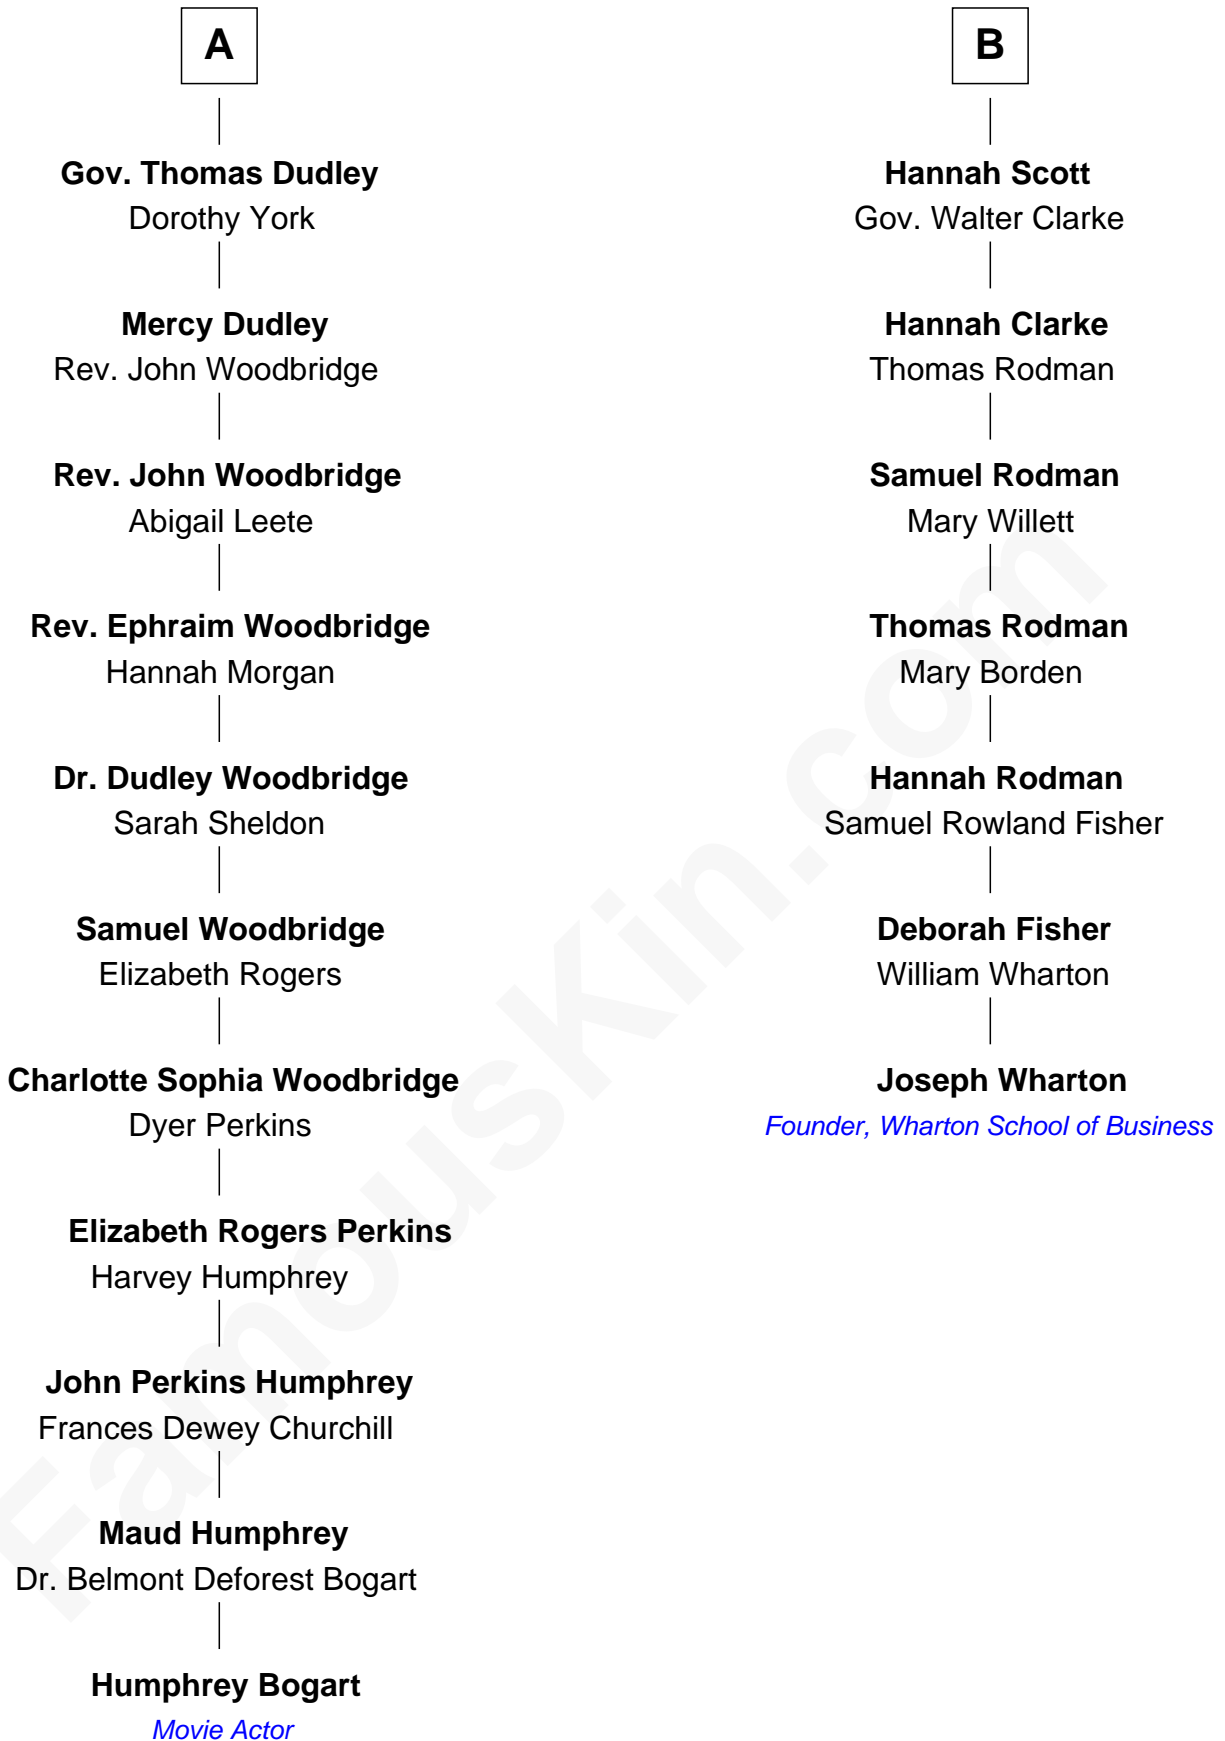 A
Gov. Thomas Dudley
Dorothy York
Mercy Dudley
Rev. John Woodbridge
Rev. John Woodbridge
Abigail Leete
Rev. Ephraim Woodbridge
Hannah Morgan
Dr. Dudley Woodbridge
Sarah Sheldon
Samuel Woodbridge
Elizabeth Rogers
Charlotte Sophia Woodbridge
Dyer Perkins
Elizabeth Rogers Perkins
Harvey Humphrey
John Perkins Humphrey
Frances Dewey Churchill
Maud Humphrey
Dr. Belmont Deforest Bogart
Humphrey Bogart
Movie Actor
B
Hannah Scott
Gov. Walter Clarke
Hannah Clarke
Thomas Rodman
Samuel Rodman
Mary Willett
Thomas Rodman
Mary Borden
Hannah Rodman
Samuel Rowland Fisher
Deborah Fisher
William Wharton
Joseph Wharton
Founder, Wharton School of Business
FamousKin.com